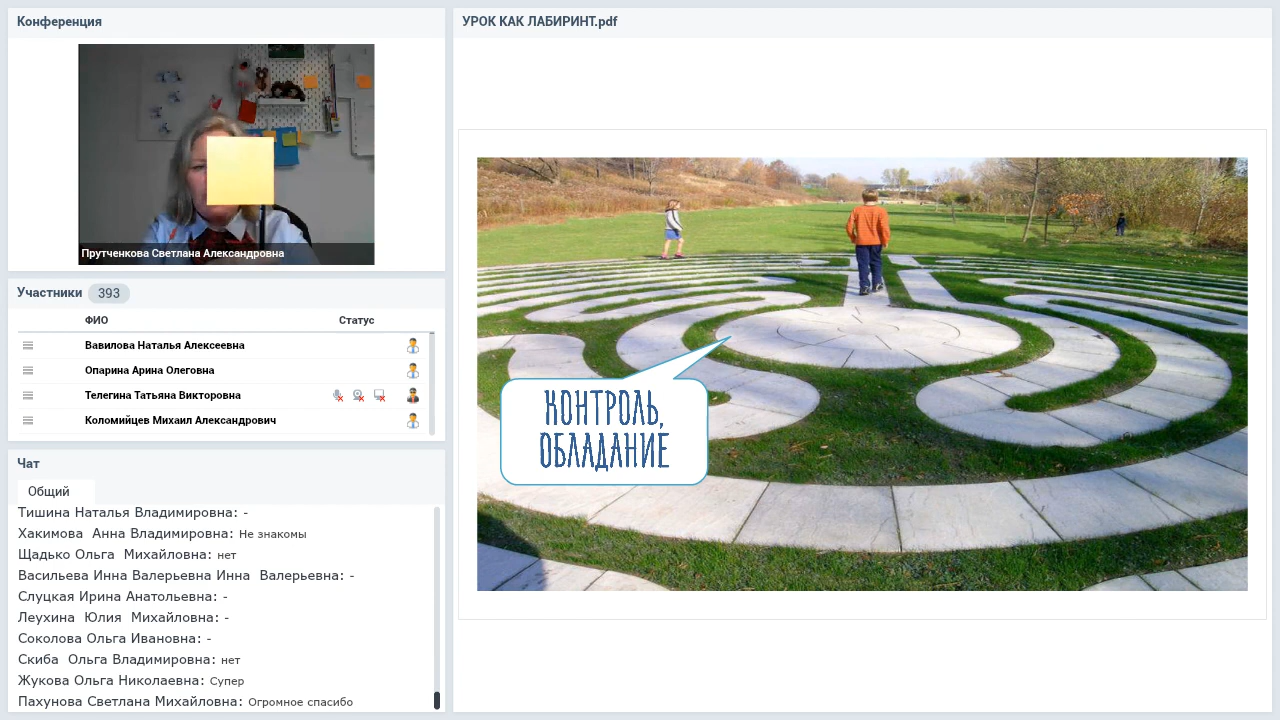 Конференция
Прутченкова Светлана Александровна
Участники 393
ФИО Статус
Вавилова Наталья Алексеевна
Опарина Арина Олеговна
Телегина Татьяна Викторовна
Коломийцев Михаил Александрович
Чат
Общий
Тишина Наталья Владимировна: -
Хакимова Анна Владимировна: Не знакомы
Щадько Ольга Михайловна: нет
Васильева Инна Валерьевна Инна Валерьевна: -
Слуцкая Ирина Анатольевна: -
Леухина Юлия Михайловна: -
Соколова Ольга Ивановна: -
Скиба Ольга Владимировна: нет
Жукова Ольга Николаевна: Супер
Пахунова Светлана Михайловна: Огромное спасибо
УРОК КАК ЛАБИРИНТ.pdf
КОНТРОЛЬ,
ОБЛАДАНИЕ